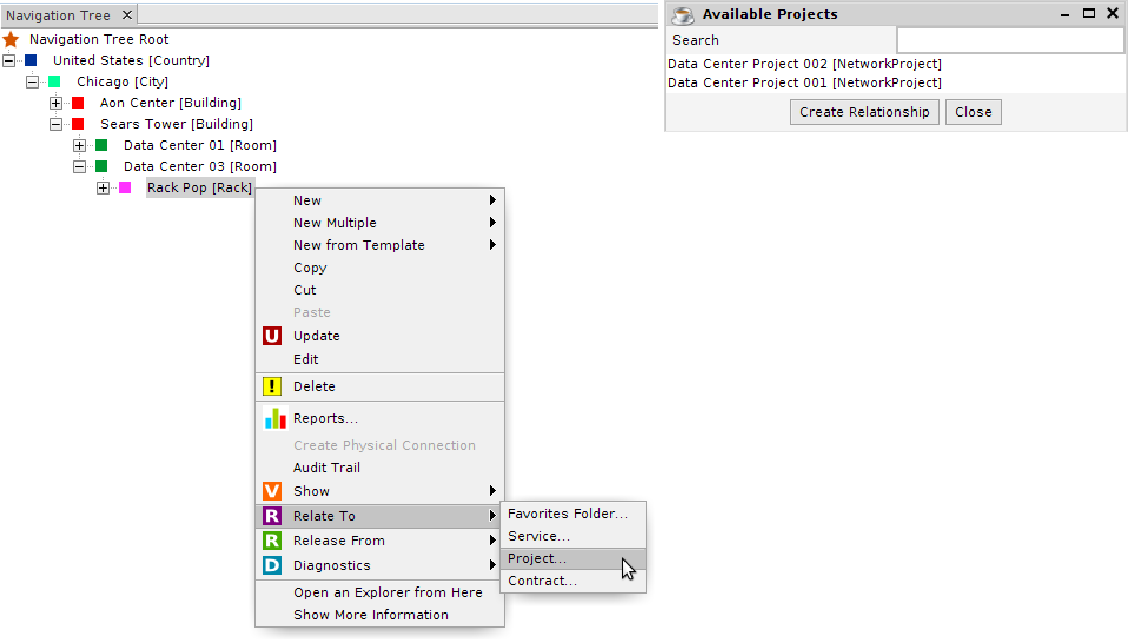 Navigation Tree
Navigation Tree Root
United States [Country]
Chicago [City]
Aon Center [Building]
Sears Tower [Building]
Data Center 01 [Room]
Data Center 03 [Room]
Rack Pop [Rack]
New
New Multiple
New from Template
Copy
Cut
Paste
U Update
Edit
! Delete
Reports...
Create Physical Connection
Audit Trail
V Show
R Relate To
R Release From
D Diagnostics
Open an Explorer from Here
Show More Information
Favorites Folder...
Service...
Project...
Contract...
Available Projects
Search
Data Center Project 002 [NetworkProject]
Data Center Project 001 [NetworkProject]
Create Relationship Close